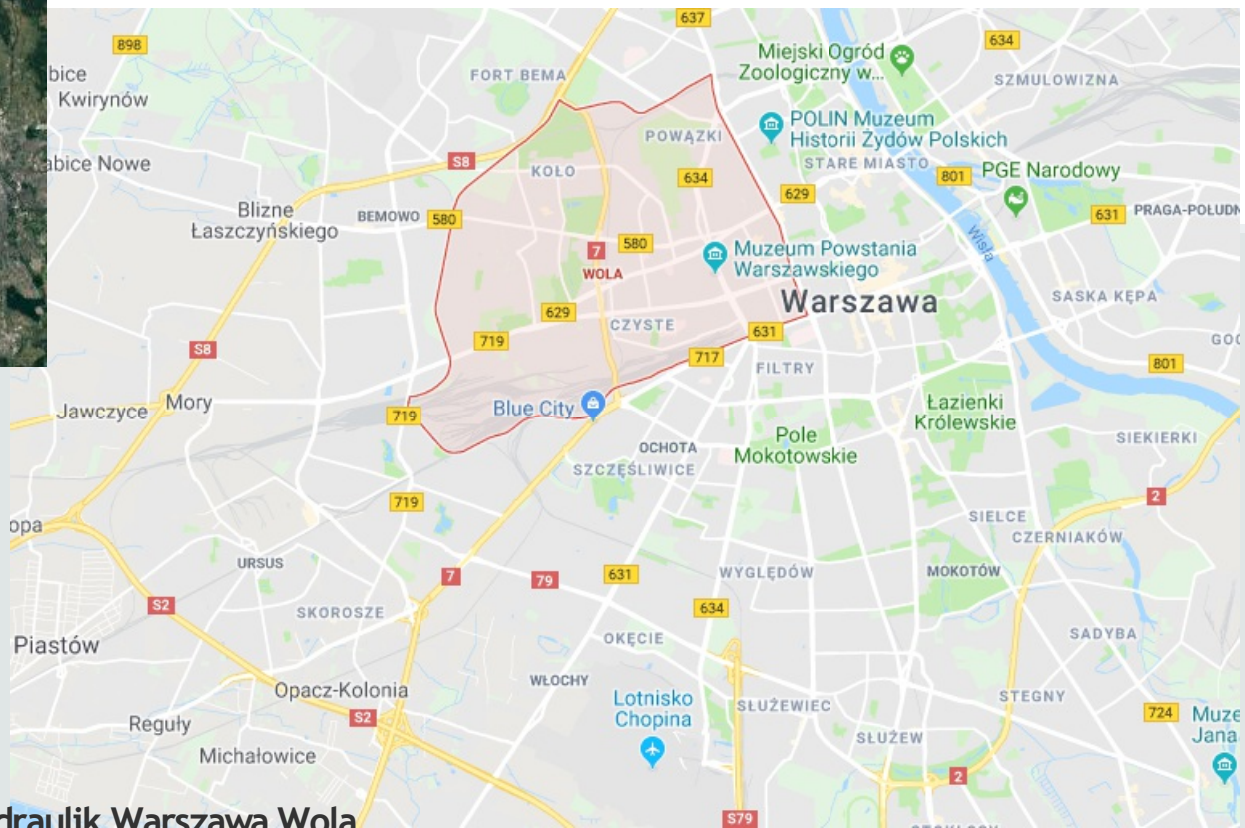 637
898
634
Miejski Ogród
Zoologiczny w...
bice
Kwirynów
FORT BEMA
SZMULOWIZNA
POLIN Muzeum
Historii Żydów Polskich
POWĄZKI
abice Nowe
S8
KOŁO
STARE MIASTO
PGE Narodowy
634
801
629
Blizne
Łaszczyńskiego
BEMOWO
580
631
PRAGA-POŁUDN
Wisła
7
580
WOLA
Muzeum Powstania
Warszawskiego
Warszawa
SASKA KĘPA
629
CZYSTE
631
719
717
S8
GOC
801
FILTRY
Jawczyce
Mory
719
Blue City
Łazienki
Królewskie
Pole
Mokotowskie
OCHOTA
SZCZĘŚLIWICE
SIEKIERKI
719
2
opa
SIELCE
CZERNIAKÓW
URSUS
7
79
631
WYGLĘDÓW
MOKOTÓW
S2
SKOROSZE
634
OKĘCIE
SADYBA
Piastów
Opacz-Kolonia
WŁOCHY
Lotnisko
Chopina
SŁUŻEWIEC
STEGNY
S2
724
Muze
Jana
Reguły
SŁUŻEW
Michałowice
2
S79
draulik Warszawa Wola